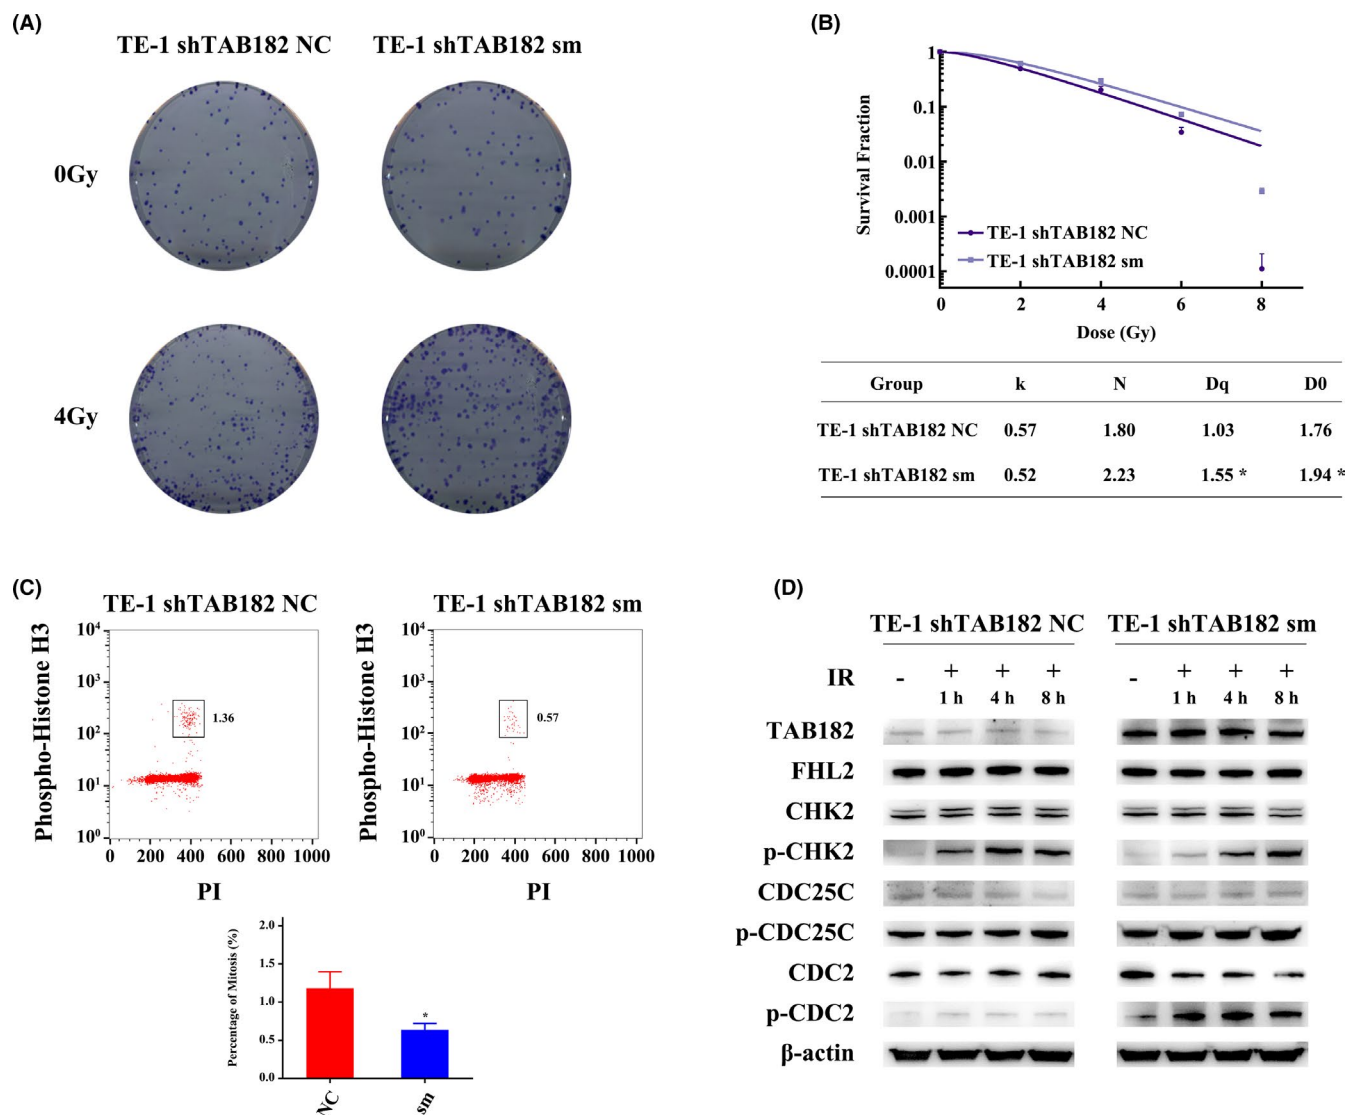 (A)
TE-1 shTAB182 NC
TE-1 shTAB182 sm
0Gy
4Gy
(B)
Survival Fraction
1
0.1
0.01
0.001
0.0001
TE-1 shTAB182 NC
TE-1 shTAB182 sm
0 2 4 6 8
Dose (Gy)
Group k N Dq D0
TE-1 shTAB182 NC 0.57 1.80 1.03 1.76
TE-1 shTAB182 sm 0.52 2.23 1.55 * 1.94 *
(C)
TE-1 shTAB182 NC
Phospho-Histone H3
10⁴
10³
10²
10¹
10⁰
1.36
0 200 400 600 800 1000
PI
TE-1 shTAB182 sm
Phospho-Histone H3
10⁴
10³
10²
10¹
10⁰
0.57
0 200 400 600 800 1000
PI
Percentage of Mitosis (%)
2.0
1.5
1.0
0.5
0.0
*
NC
sm
(D)
TE-1 shTAB182 NC TE-1 shTAB182 sm
IR - + + + - + + +
1 h 4 h 8 h 1 h 4 h 8 h
TAB182
FHL2
CHK2
p-CHK2
CDC25C
p-CDC25C
CDC2
p-CDC2
β-actin